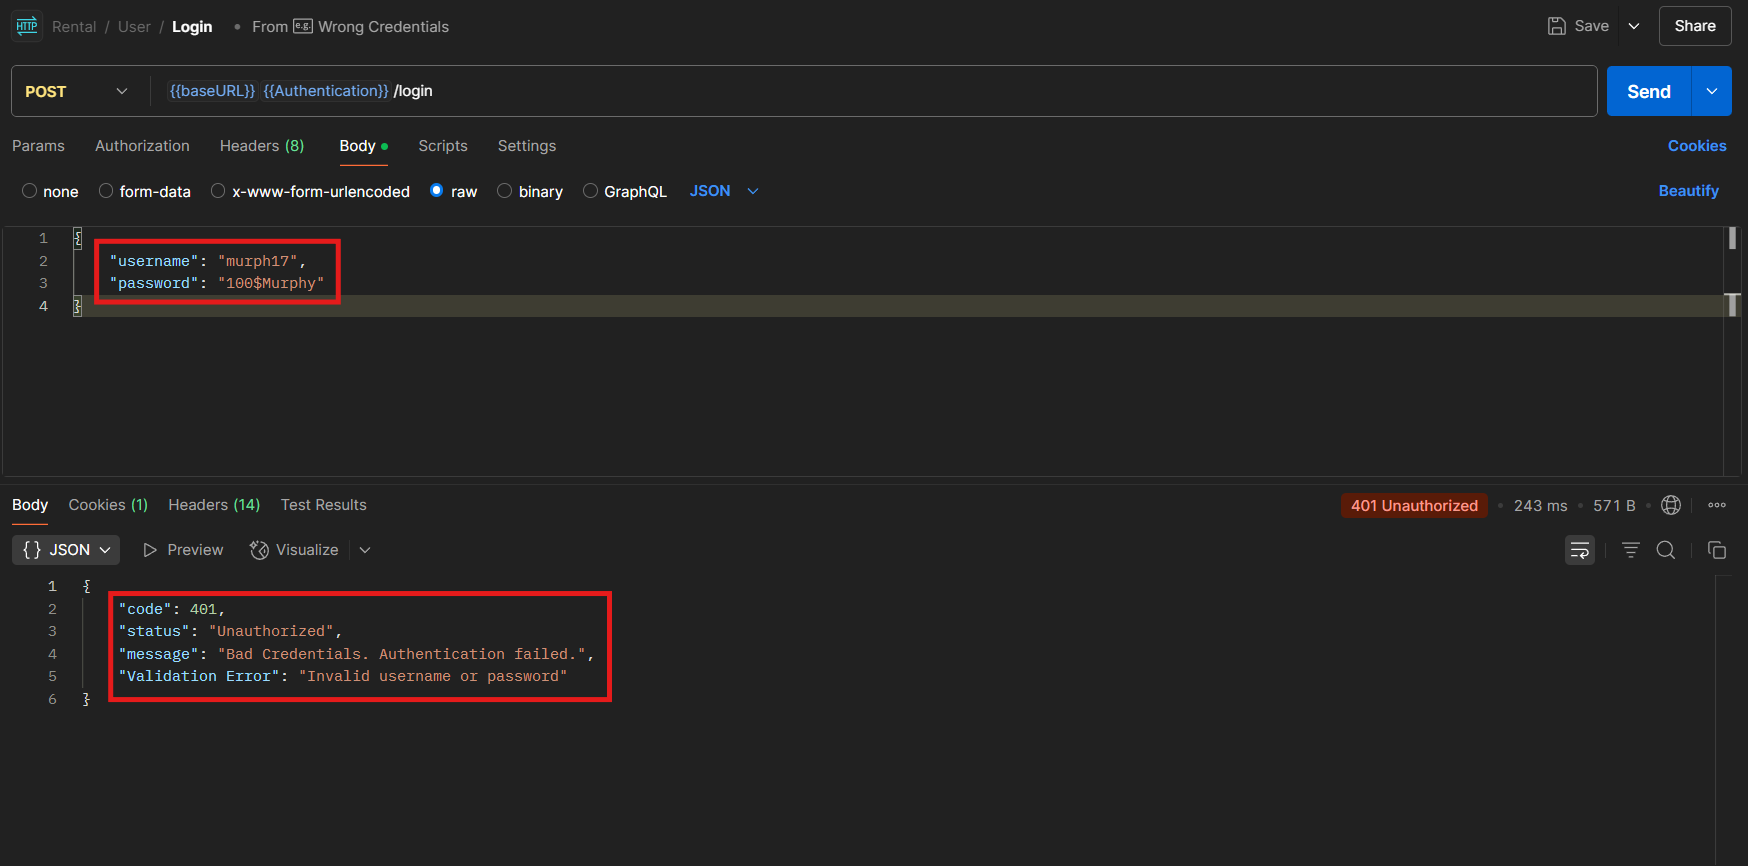 HTTP Rental / User / Login • From e.g. Wrong Credentials Save Share
POST {{baseURL}} {{Authentication}} /login Send
Params Authorization Headers (8) Body Scripts Settings Cookies
none form-data x-www-form-urlencoded raw binary GraphQL JSON Beautify
1 {
2 "username": "murph17",
3 "password": "100$Murphy"
4 }
Body Cookies (1) Headers (14) Test Results 401 Unauthorized • 243 ms • 571 B
{} JSON Preview Visualize
1 {
2 "code": 401,
3 "status": "Unauthorized",
4 "message": "Bad Credentials. Authentication failed.",
5 "Validation Error": "Invalid username or password"
6 }